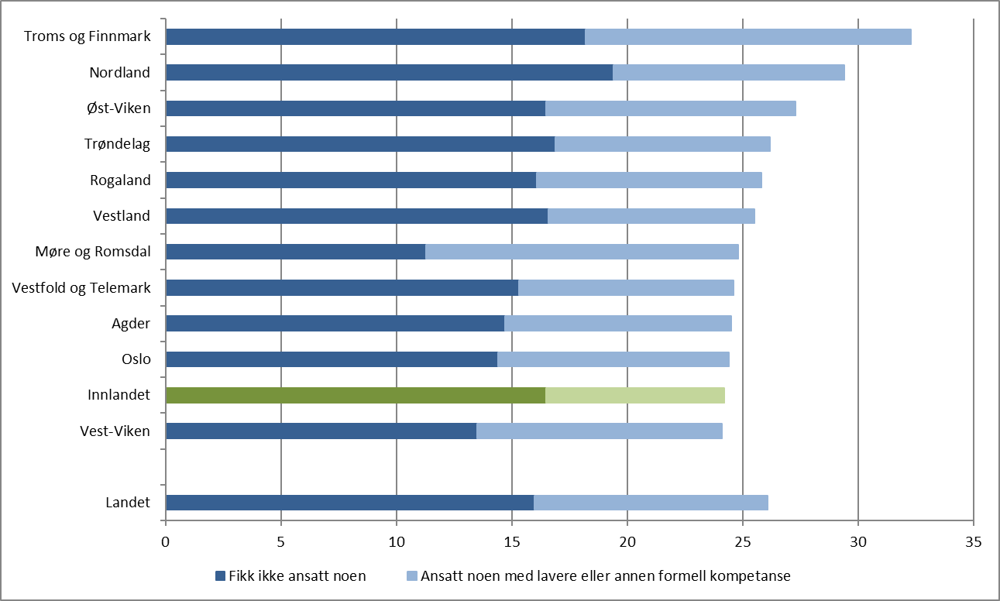 Troms og Finnmark
Nordland
Øst-Viken
Trøndelag
Rogaland
Vestland
Møre og Romsdal
Vestfold og Telemark
Agder
Oslo
Innlandet
Vest-Viken
Landet
0 5 10 15 20 25 30 35
Fikk ikke ansatt noen Ansatt noen med lavere eller annen formell kompetanse